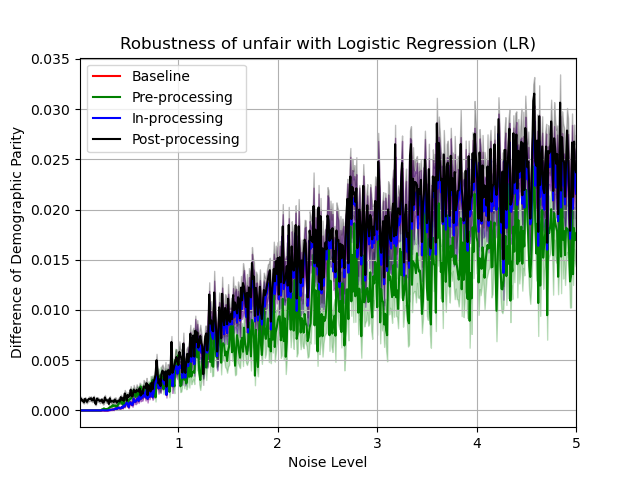 Robustness of unfair with Logistic Regression (LR)
0.035
0.030
0.025
0.020
0.015
0.010
0.005
0.000
Difference of Demographic Parity
Baseline
Pre-processing
In-processing
Post-processing
1
2
3
4
5
Noise Level